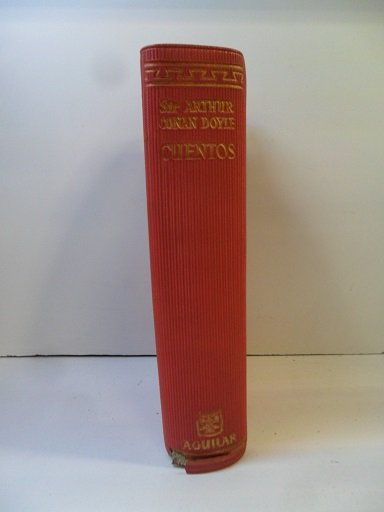 SIR ARTHUR
CONAN DOYLE
CUENTOS
AGUILAR